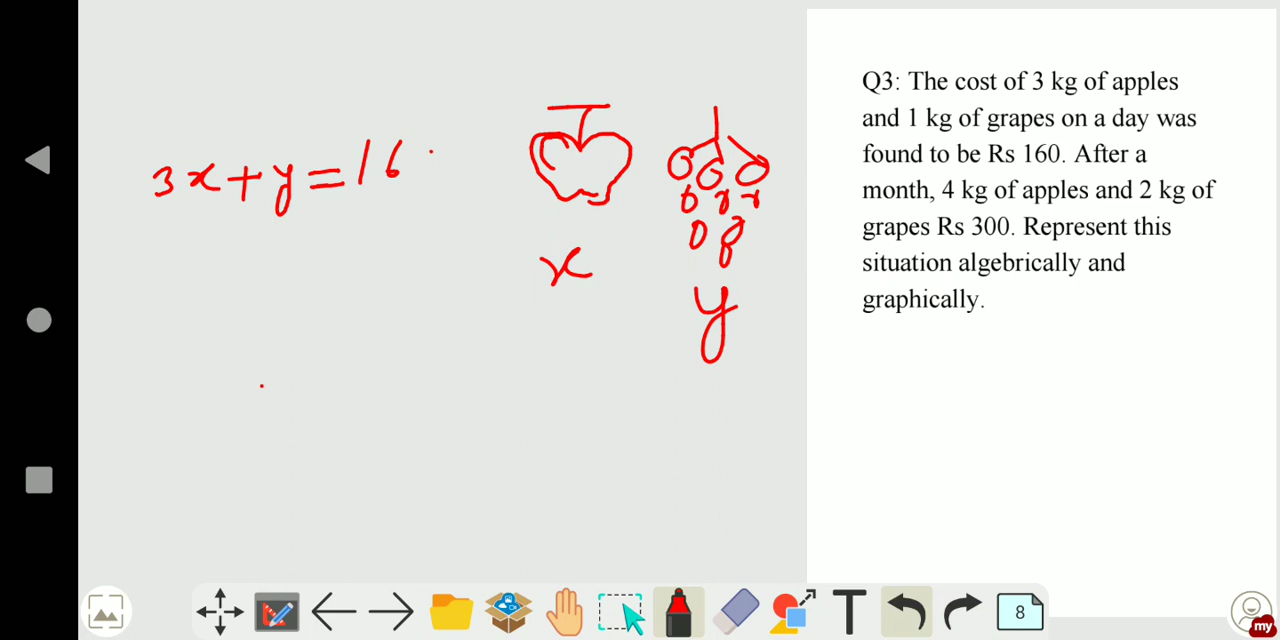 3x+y=16
x
y
Q3: The cost of 3 kg of apples
and 1 kg of grapes on a day was
found to be Rs 160. After a
month, 4 kg of apples and 2 kg of
grapes Rs 300. Represent this
situation algebrically and
graphically.
T
8
my